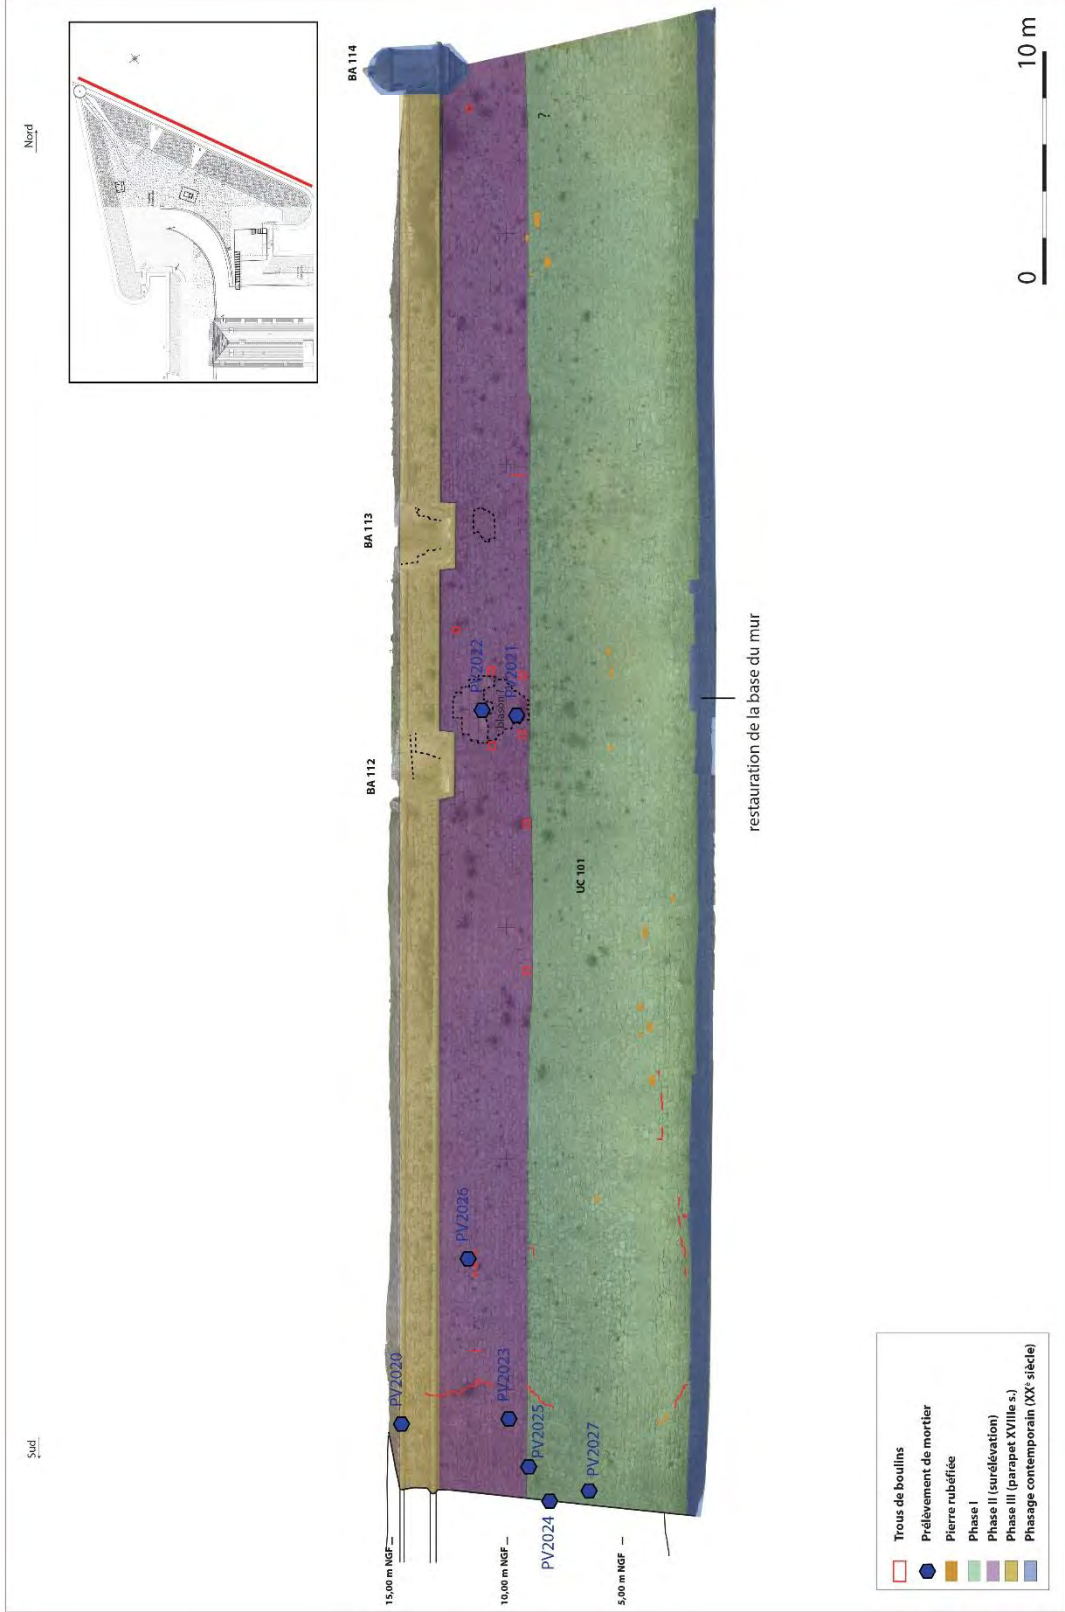 Sud
Nord
BA 112
BA 113
BA 114
15,00 m NGF
10,00 m NGF
5,00 m NGF
PV2020
PV2026
PV2022
PV2021
blason ?
PV2023
PV2025
PV2024
PV2027
UC 101
?
restauration de la base du mur
Trous de boulins
Prélèvement de mortier
Pierre rubéfiée
Phase I
Phase II (surélévation)
Phase III (parapet XVIIIe s.)
Phasage contemporain (XXᵉ siècle)
0
10 m